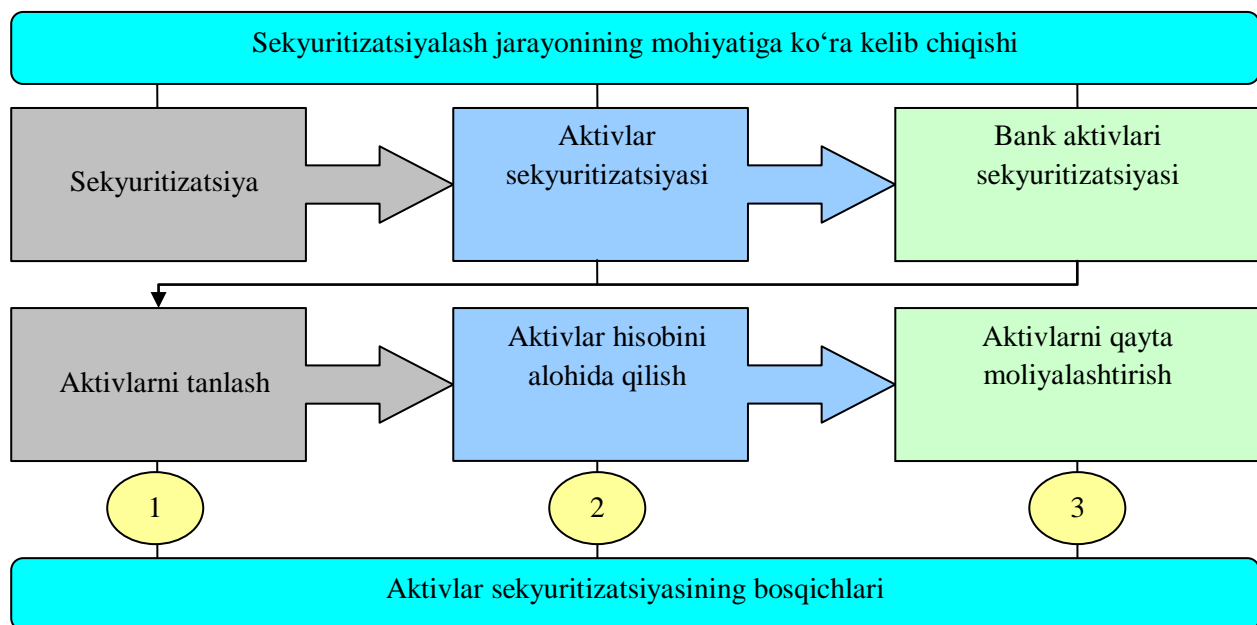 Sekyuritizatsiyalash jarayonining mohiyatiga ko‘ra kelib chiqishi
Sekyuritizatsiya
Aktivlar
sekyuritizatsiyasi
Bank aktivlari
sekyuritizatsiyasi
Aktivlarni tanlash
Aktivlar hisobini
alohida qilish
Aktivlarni qayta
moliyalashtirish
1
2
3
Aktivlar sekyuritizatsiyasining bosqichlari